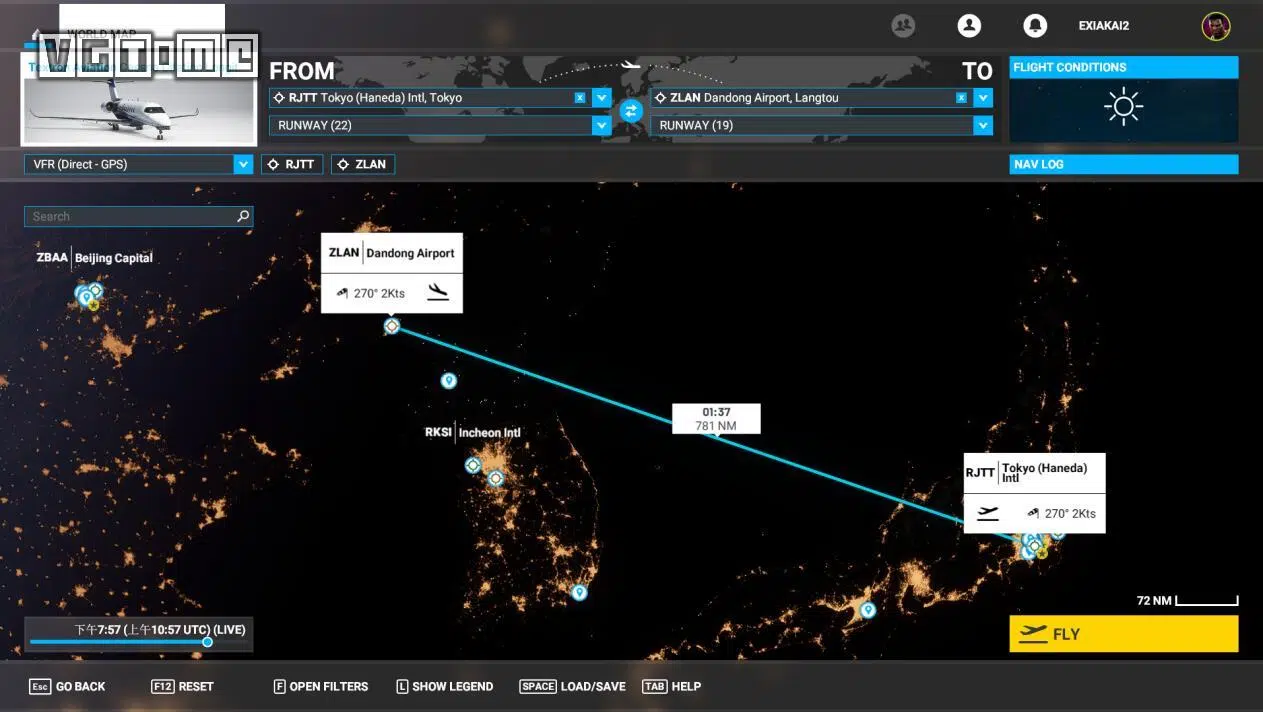 WORLD MAP
EXIAKAI2
VGTIME
FROM
TO
FLIGHT CONDITIONS
RJTT Tokyo (Haneda) Intl, Tokyo
x
ZLAN Dandong Airport, Langtou
x
RUNWAY (22)
RUNWAY (19)
VFR (Direct - GPS)
RJTT
ZLAN
NAV LOG
Search
ZBAA Beijing Capital
ZLAN Dandong Airport
270° 2Kts
01:37
781 NM
RKSI Incheon Intl
RJTT Tokyo (Haneda)
Intl
270° 2Kts
72 NM
下午7:57 (上午10:57 UTC) (LIVE)
FLY
Esc GO BACK
F12 RESET
F OPEN FILTERS
L SHOW LEGEND
SPACE LOAD/SAVE
TAB HELP